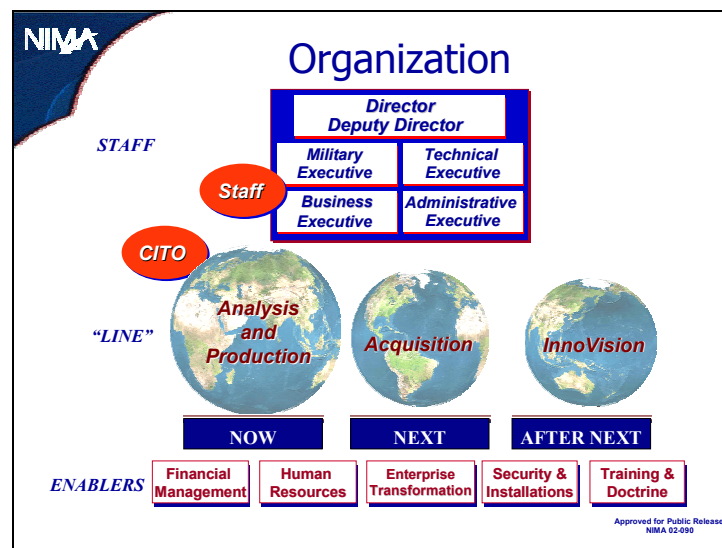 NIMA
Organization
STAFF
Director
Deputy Director
Military
Executive
Technical
Executive
Staff
Business
Executive
Administrative
Executive
CITO
“LINE”
Analysis
and
Production
Acquisition
InnoVision
NOW
NEXT
AFTER NEXT
ENABLERS
Financial
Management
Human
Resources
Enterprise
Transformation
Security &
Installations
Training &
Doctrine
Approved for Public Release
NIMA 02-090